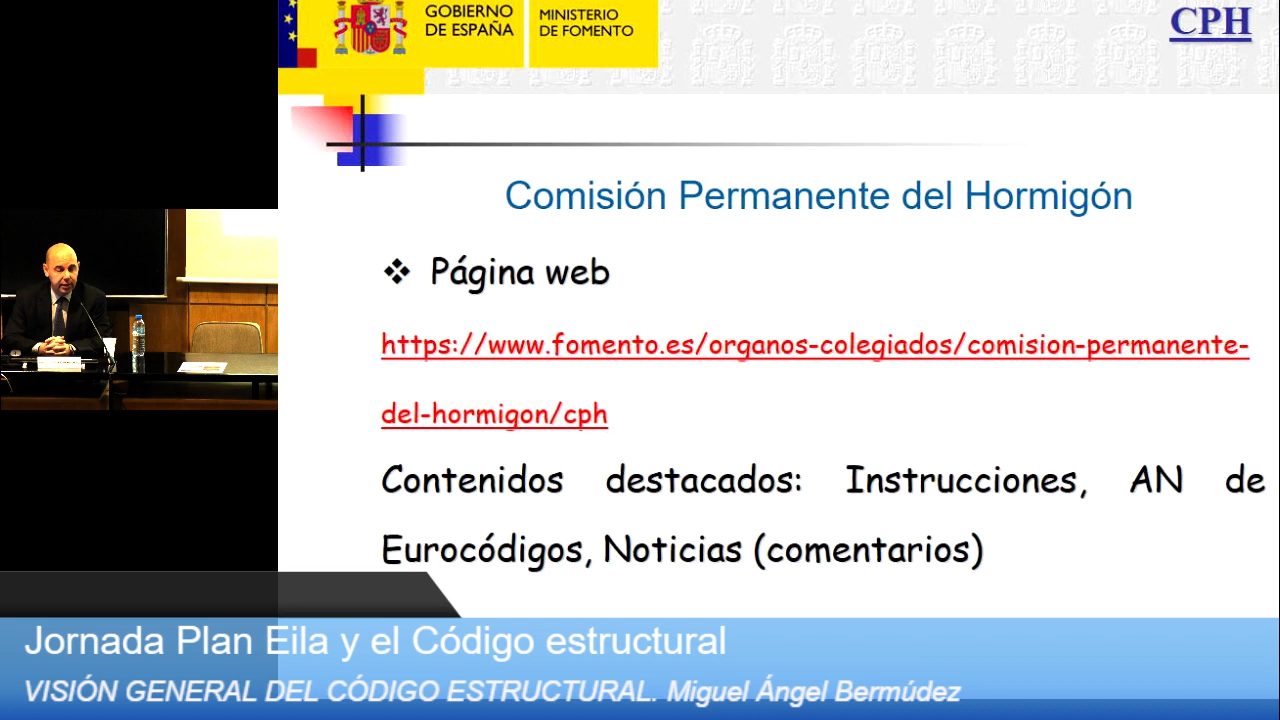 GOBIERNO
DE ESPAÑA
MINISTERIO
DE FOMENTO
CPH
Comisión Permanente del Hormigón
❖ Página web
https://www.fomento.es/organos-colegiados/comision-permanente-
del-hormigon/cph
Contenidos destacados: Instrucciones, AN de
Eurocódigos, Noticias (comentarios)
Jornada Plan Eila y el Código estructural
VISIÓN GENERAL DEL CÓDIGO ESTRUCTURAL. Miguel Ángel Bermúdez